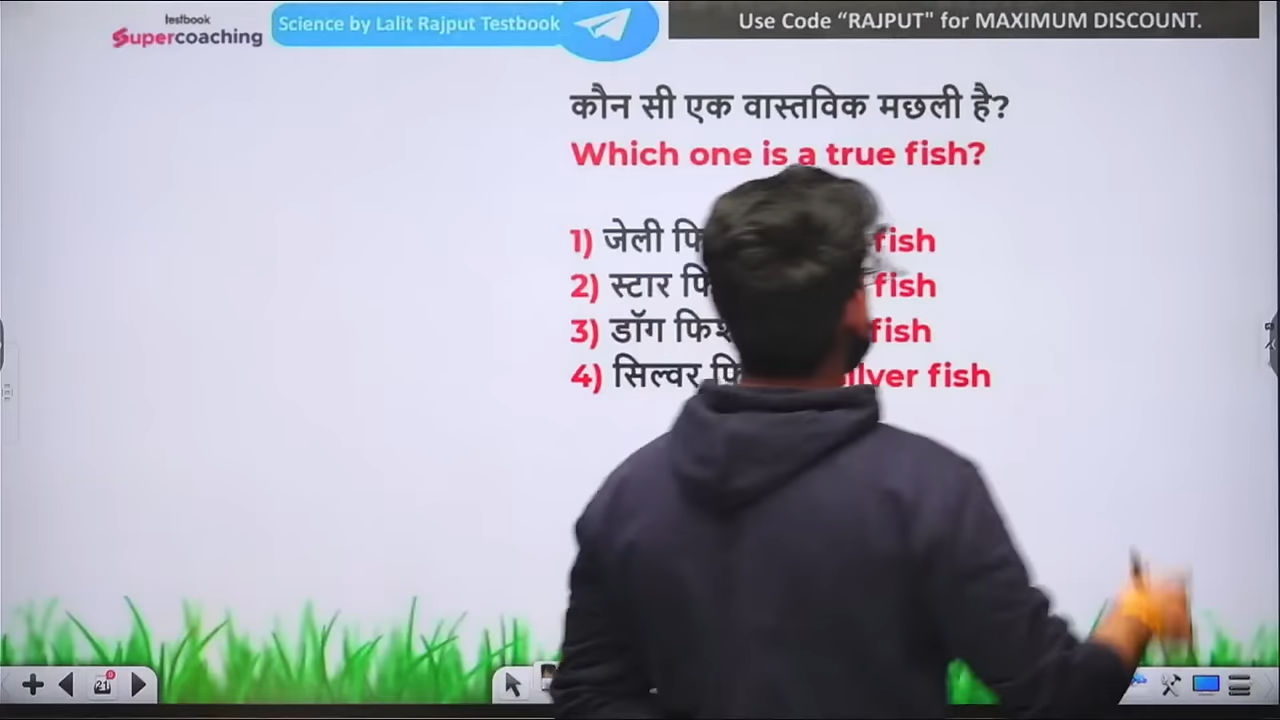 testbook
Supercoaching
Science by Lalit Rajput Testbook
Use Code “RAJPUT" for MAXIMUM DISCOUNT.
कौन सी एक वास्तविक मछली है?
Which one is a true fish?
1) जेली fish
2) स्टार fish
3) डॉग fish
4) सिल्वर fish
21